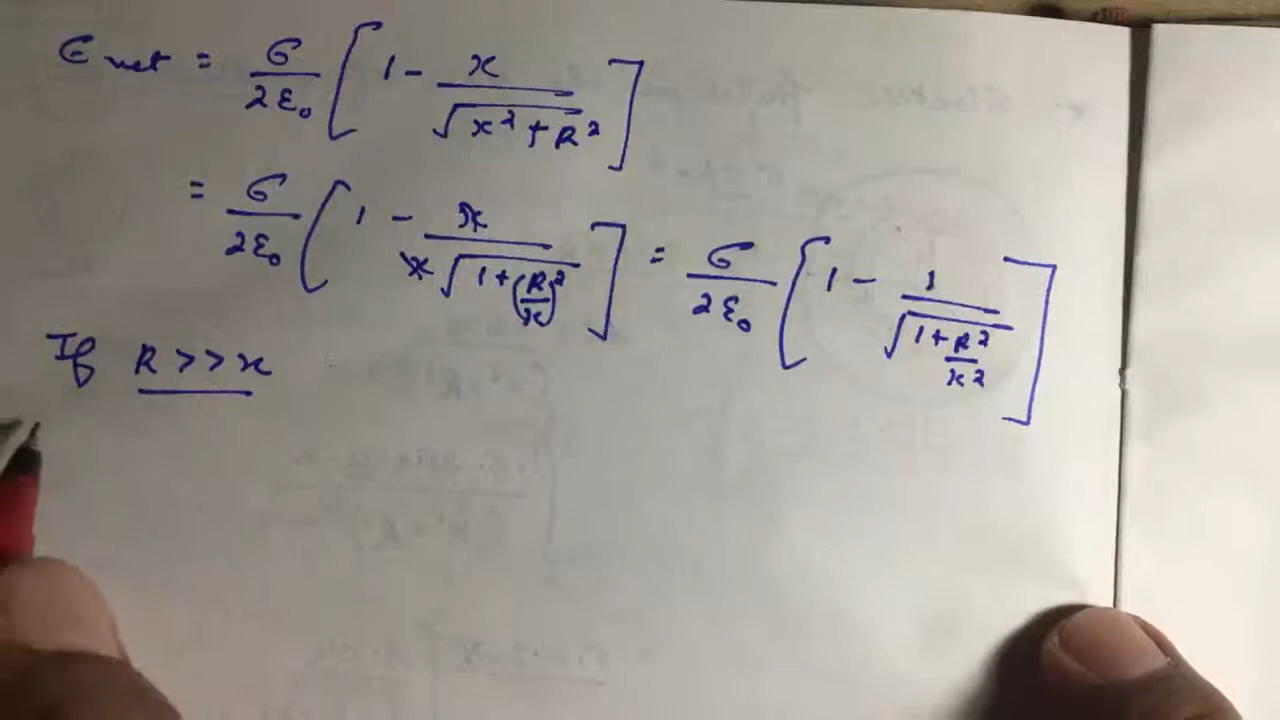 E net = σ/2ε₀ [ 1 - x/√(x² + R²) ]
= σ/2ε₀ [ 1 - x/(x√(1+(R/x)²)) ] = σ/2ε₀ [ 1 - 1/√(1+R²/x²) ]
If R >> x